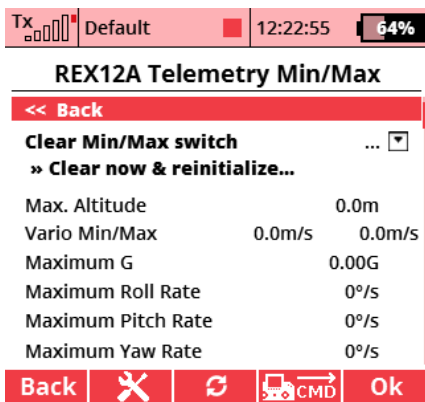 Tx Default 12:22:55 64%
REX12A Telemetry Min/Max
<< Back
Clear Min/Max switch ...
» Clear now & reinitialize...
Max. Altitude 0.0m
Vario Min/Max 0.0m/s 0.0m/s
Maximum G 0.00G
Maximum Roll Rate 0°/s
Maximum Pitch Rate 0°/s
Maximum Yaw Rate 0°/s
Back CMD Ok